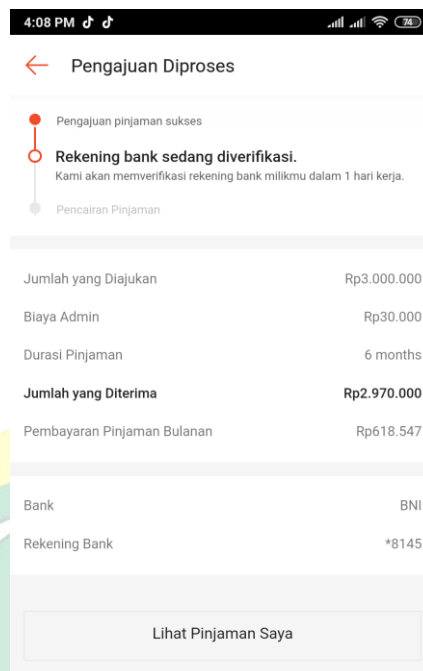 4:08 PM
74
Pengajuan Diproses
Pengajuan pinjaman sukses
Rekening bank sedang diverifikasi.
Kami akan memverifikasi rekening bank milikmu dalam 1 hari kerja.
Pencairan Pinjaman
Jumlah yang Diajukan Rp3.000.000
Biaya Admin Rp30.000
Durasi Pinjaman 6 months
Jumlah yang Diterima Rp2.970.000
Pembayaran Pinjaman Bulanan Rp618.547
Bank BNI
Rekening Bank *8145
Lihat Pinjaman Saya